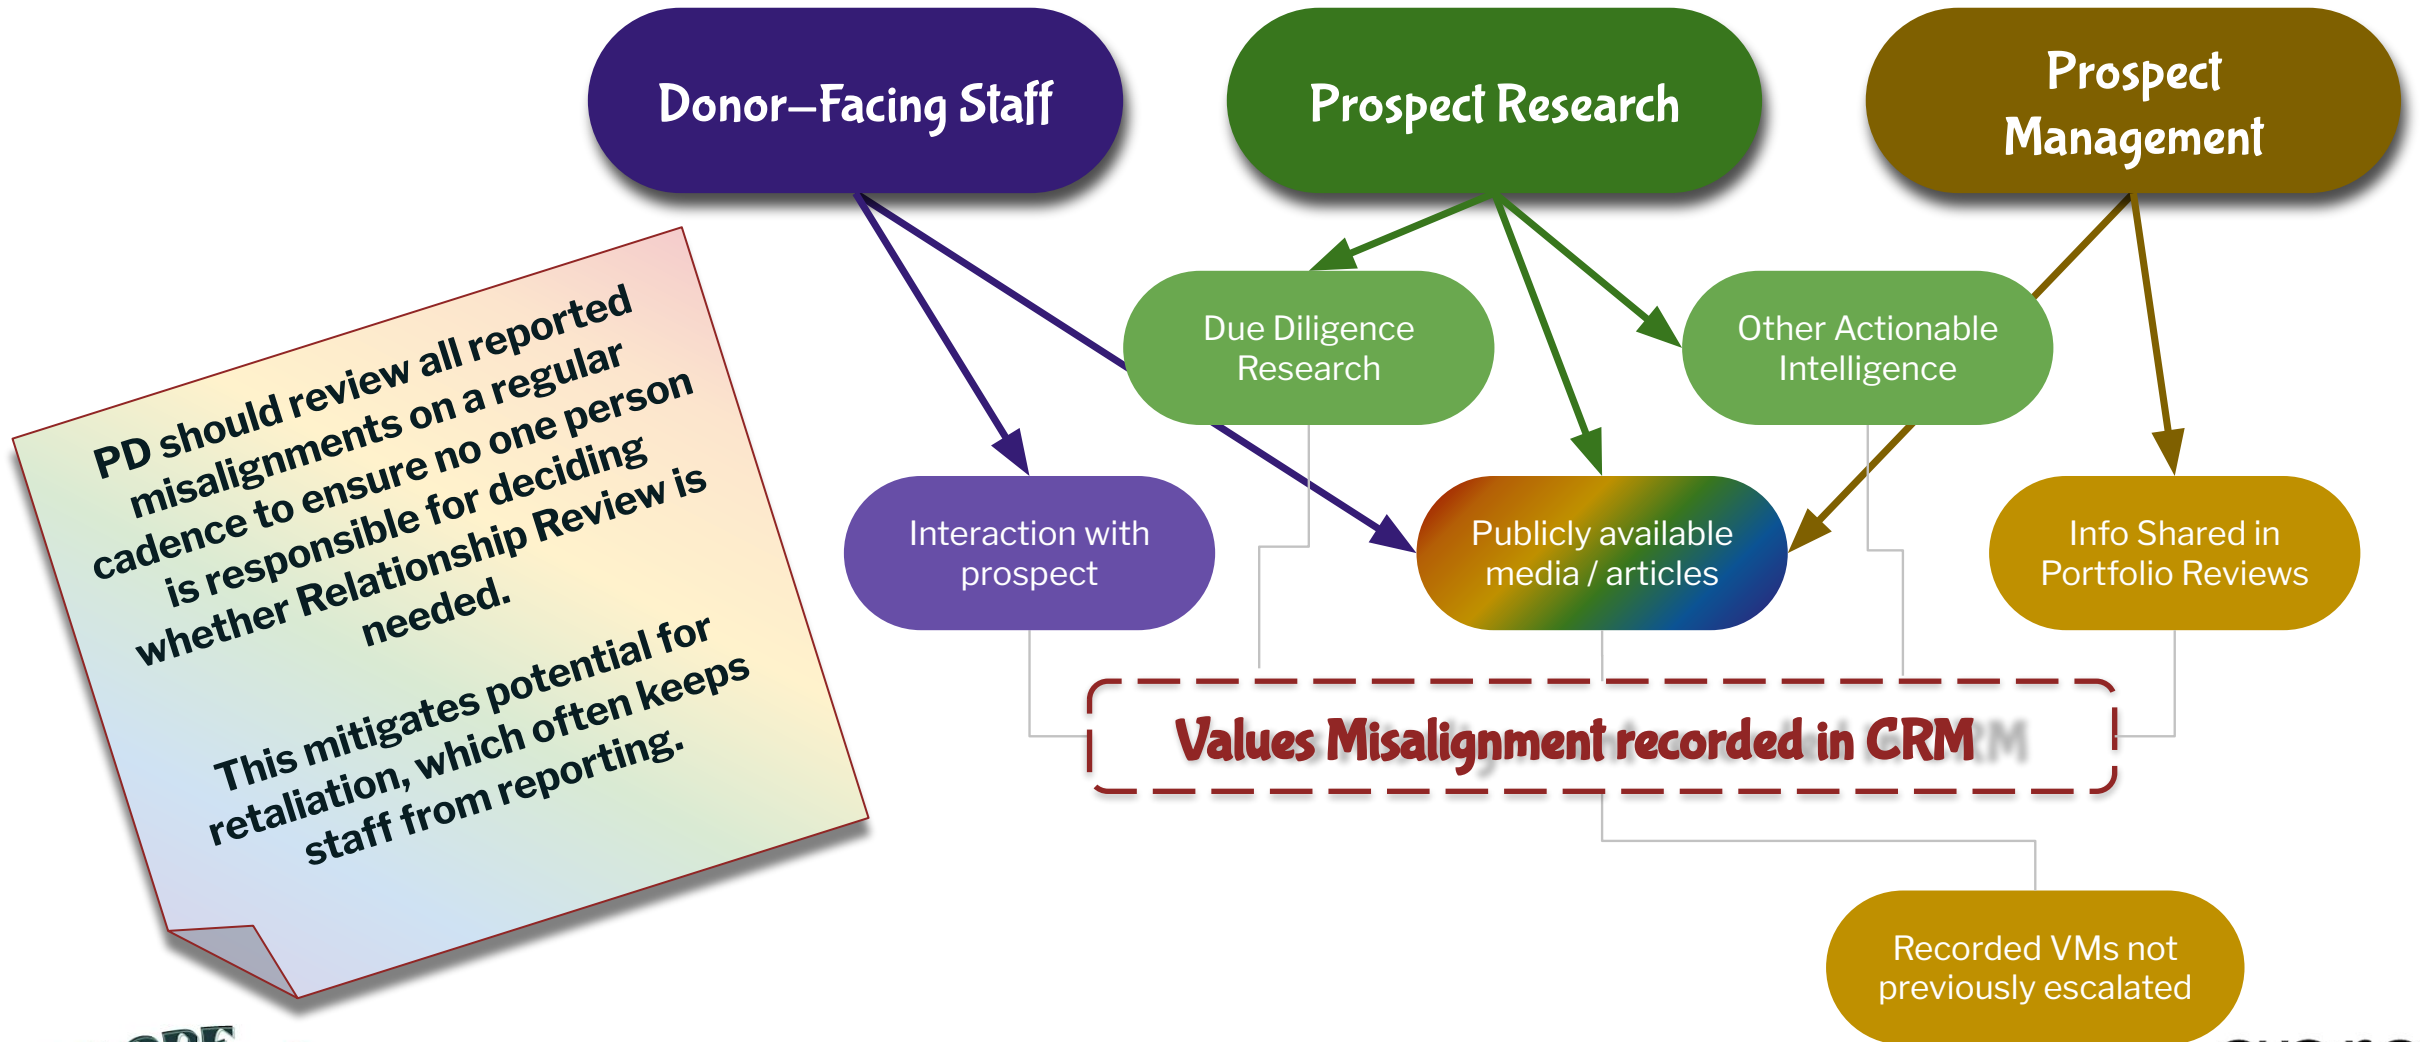 Donor-Facing Staff
Prospect Research
Prospect
Management
PD should review all reported
misalignments on a regular
cadence to ensure no one person
is responsible for deciding
whether Relationship Review is
needed.
This mitigates potential for
retaliation, which often keeps
staff from reporting.
Due Diligence
Research
Other Actionable
Intelligence
Interaction with
prospect
Publicly available
media / articles
Info Shared in
Portfolio Reviews
Values Misalignment recorded in CRM
Recorded VMs not
previously escalated